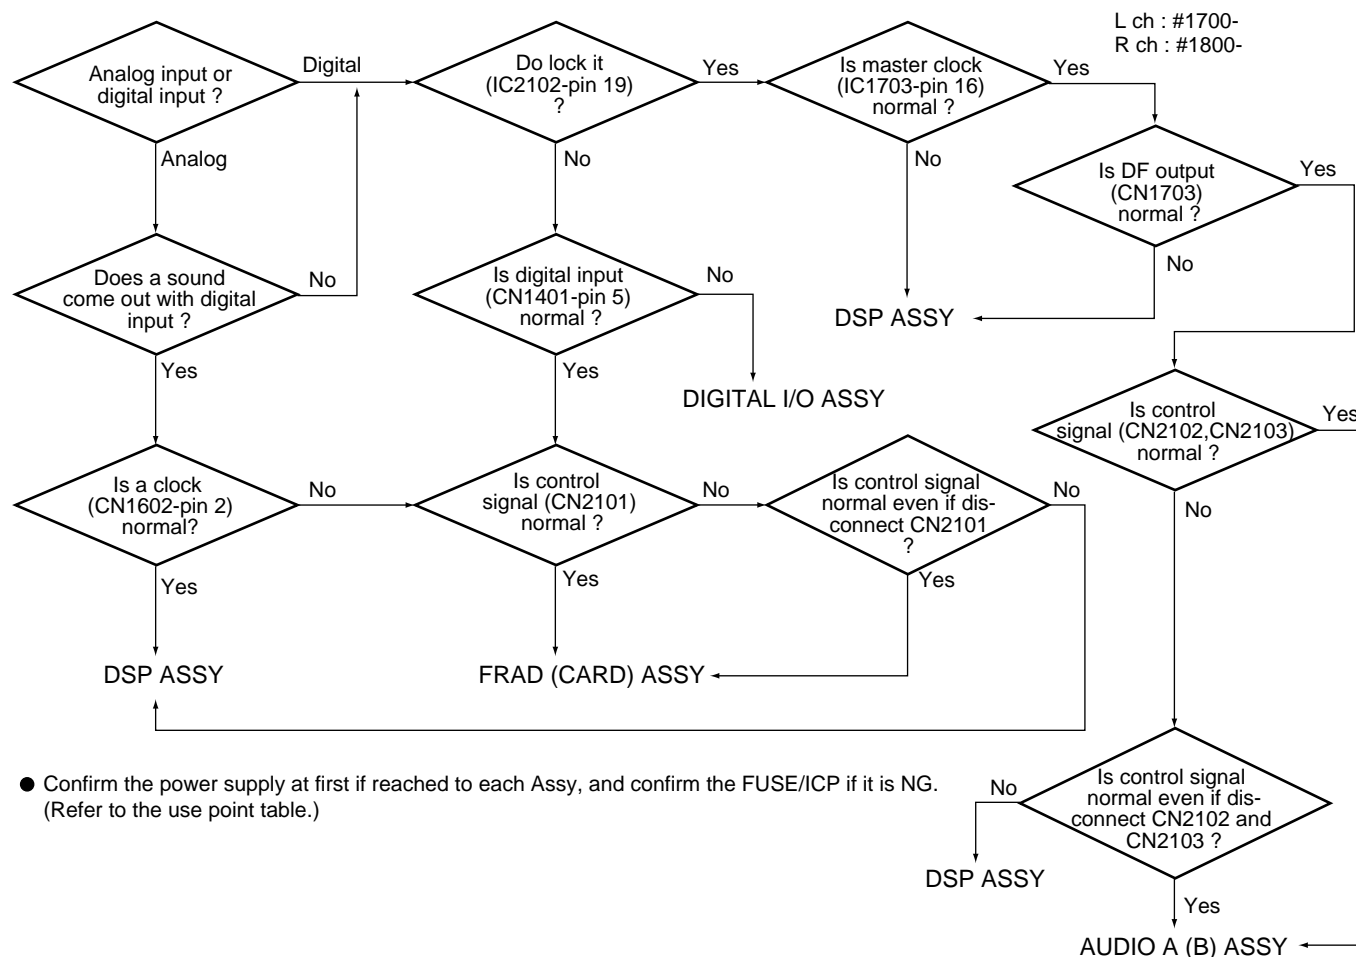 L ch : #1700-
R ch : #1800-
Analog input or
digital input ?
Digital
Analog
Do lock it
(IC2102-pin 19)
?
Yes
No
Is master clock
(IC1703-pin 16)
normal ?
Yes
No
Is DF output
(CN1703)
normal ?
Yes
No
Does a sound
come out with digital
input ?
No
Yes
Is digital input
(CN1401-pin 5)
normal ?
No
Yes
DSP ASSY
DIGITAL I/O ASSY
Is control
signal (CN2102,CN2103)
normal ?
Yes
No
Is a clock
(CN1602-pin 2)
normal?
No
Yes
Is control
signal (CN2101)
normal ?
No
Yes
Is control signal
normal even if dis-
connect CN2101
?
No
Yes
DSP ASSY
FRAD (CARD) ASSY
● Confirm the power supply at first if reached to each Assy, and confirm the FUSE/ICP if it is NG.
(Refer to the use point table.)
Is control signal
normal even if dis-
connect CN2102 and
CN2103 ?
No
Yes
DSP ASSY
AUDIO A (B) ASSY